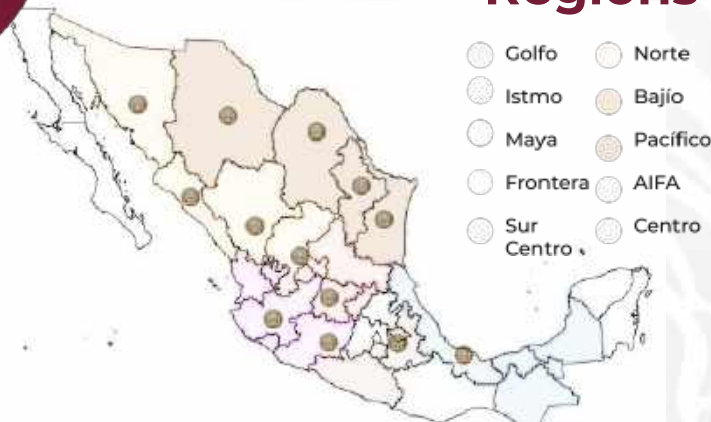 Regions
Golfo
Norte
Istmo
Bajío
Maya
Pacífico
Frontera
AIFA
Sur
Centro
Centro